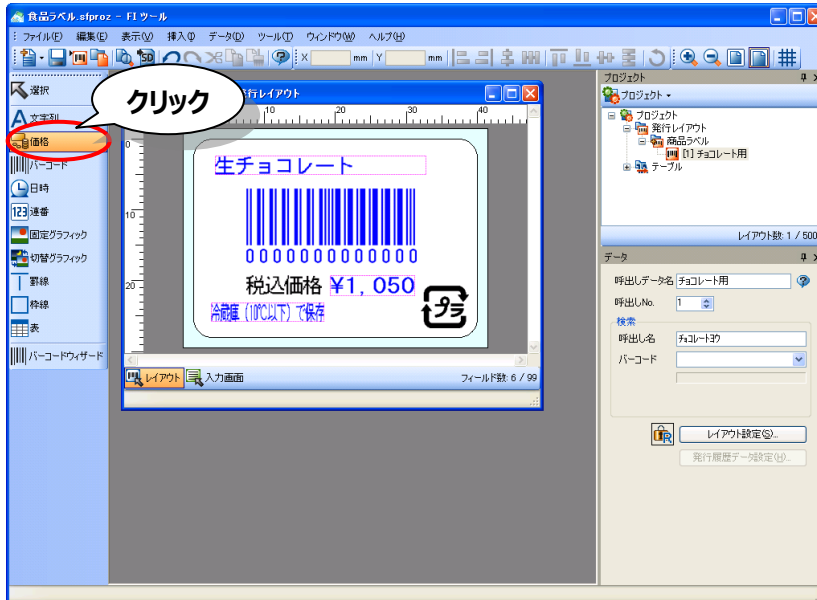 食品ラベル.sfproz - FI ツール
ファイル(F) 編集(E) 表示(V) 挿入(I) データ(D) ツール(T) ウィンドウ(W) ヘルプ(H)
SD X mm Y mm
選択
文字列
価格
バーコード
日時
123 連番
固定グラフィック
切替グラフィック
罫線
枠線
表
バーコードウィザード
クリック
発行レイアウト
10 20 30 40
0
10
20
生チョコレート
0000000000000
税込価格 ¥1, 050
冷蔵庫 (10℃以下) で保存
プラ
レイアウト 入力画面 フィールド数: 6 / 99
プロジェクト
プロジェクト
プロジェクト
発行レイアウト
商品ラベル
[1] チョコレート用
テーブル
レイアウト数: 1 / 500
データ
呼出しデータ名 チョコレート用
呼出しNo. 1
検索
呼出し名 チョコレートヨウ
バーコード
レイアウト設定(S)...
発行履歴データ設定(H)...